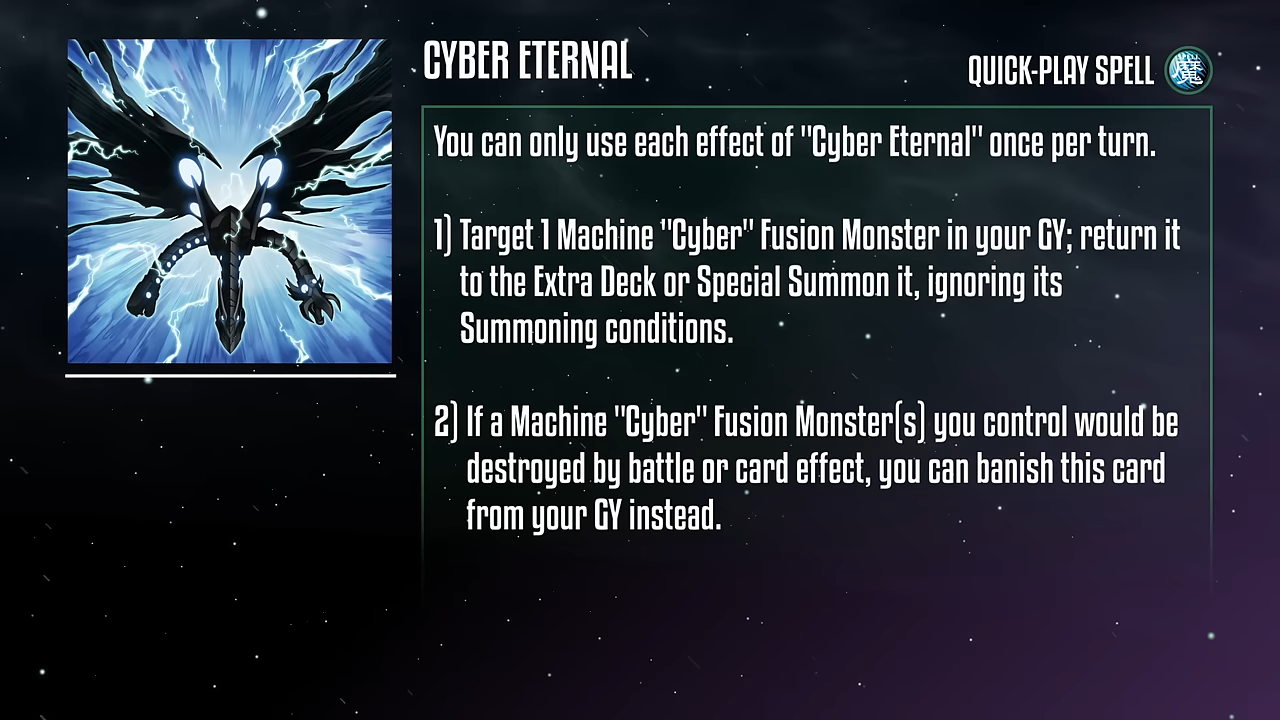 CYBER ETERNAL
QUICK-PLAY SPELL 魔
You can only use each effect of "Cyber Eternal" once per turn.
1) Target 1 Machine "Cyber" Fusion Monster in your GY; return it
to the Extra Deck or Special Summon it, ignoring its
Summoning conditions.
2) If a Machine "Cyber" Fusion Monster(s) you control would be
destroyed by battle or card effect, you can banish this card
from your GY instead.